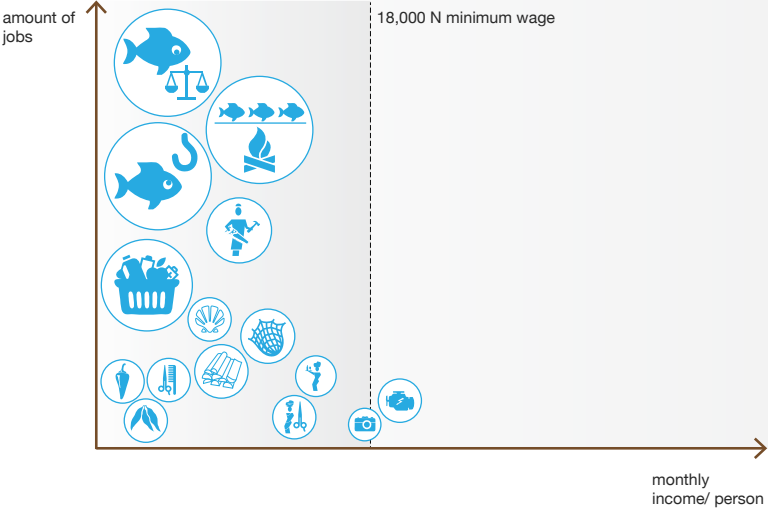 amount of
jobs
18,000 N minimum wage
monthly
income/ person